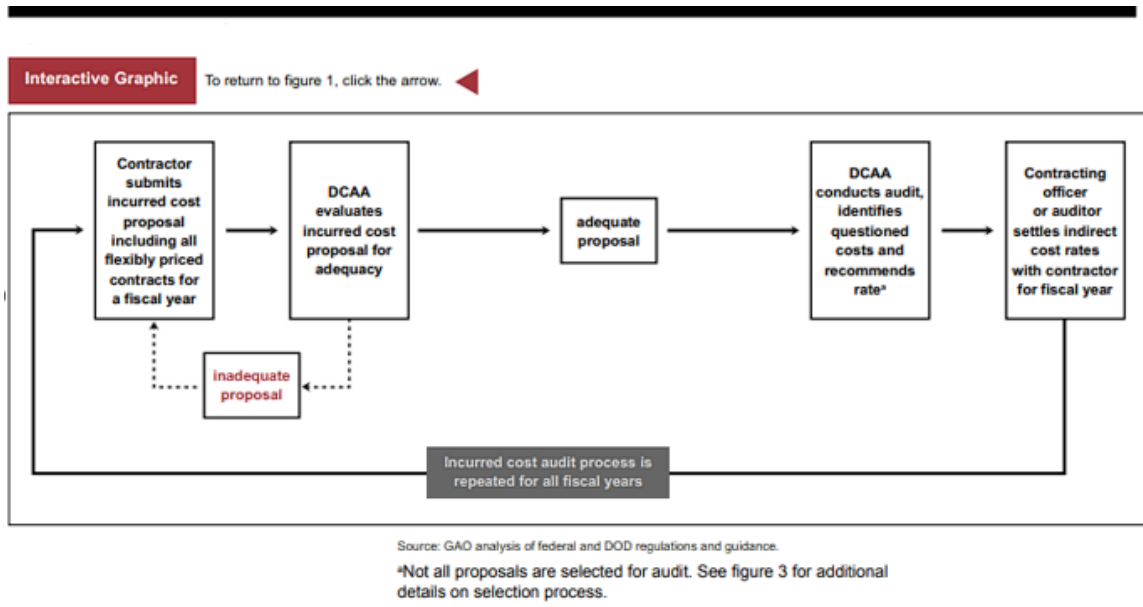 Interactive Graphic
To return to figure 1, click the arrow.
Contractor
submits
incurred cost
proposal
including all
flexibly priced
contracts for
a fiscal year
DCAA
evaluates
incurred cost
proposal for
adequacy
adequate
proposal
DCAA
conducts audit,
identifies
questioned
costs and
recommends
rateᵃ
Contracting
officer
or auditor
settles indirect
cost rates
with contractor
for fiscal year
inadequate
proposal
Incurred cost audit process is
repeated for all fiscal years
Source: GAO analysis of federal and DOD regulations and guidance.
ᵃNot all proposals are selected for audit. See figure 3 for additional
details on selection process.